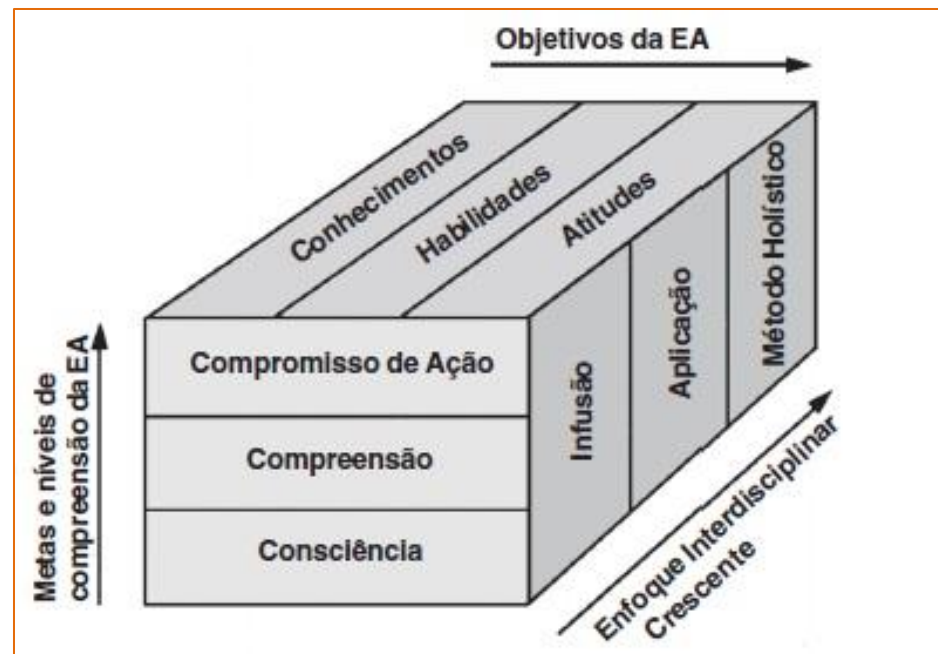 Objetivos da EA
Conhecimentos
Habilidades
Atitudes
Metas e níveis de
compreensão da EA
Compromisso de Ação
Compreensão
Consciência
Infusão
Aplicação
Método Holístico
Enfoque Interdisciplinar
Crescente